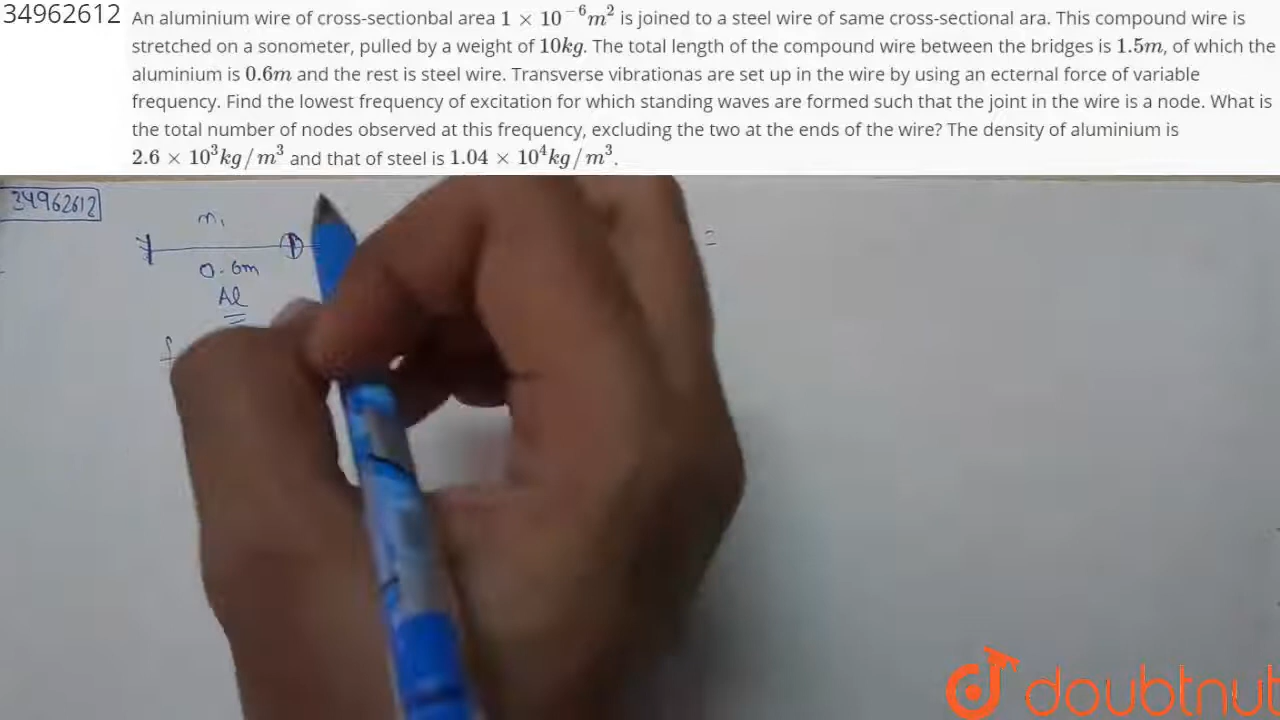 34962612
An aluminium wire of cross-sectionbal area 1 × 10⁻⁶m² is joined to a steel wire of same cross-sectional ara. This compound wire is
stretched on a sonometer, pulled by a weight of 10kg. The total length of the compound wire between the bridges is 1.5m, of which the
aluminium is 0.6m and the rest is steel wire. Transverse vibrationas are set up in the wire by using an ecternal force of variable
frequency. Find the lowest frequency of excitation for which standing waves are formed such that the joint in the wire is a node. What is
the total number of nodes observed at this frequency, excluding the two at the ends of the wire? The density of aluminium is
2.6 × 10³kg/m³ and that of steel is 1.04 × 10⁴kg/m³.
34962612
m₁
=
0.6m
Al
f
doubtnut